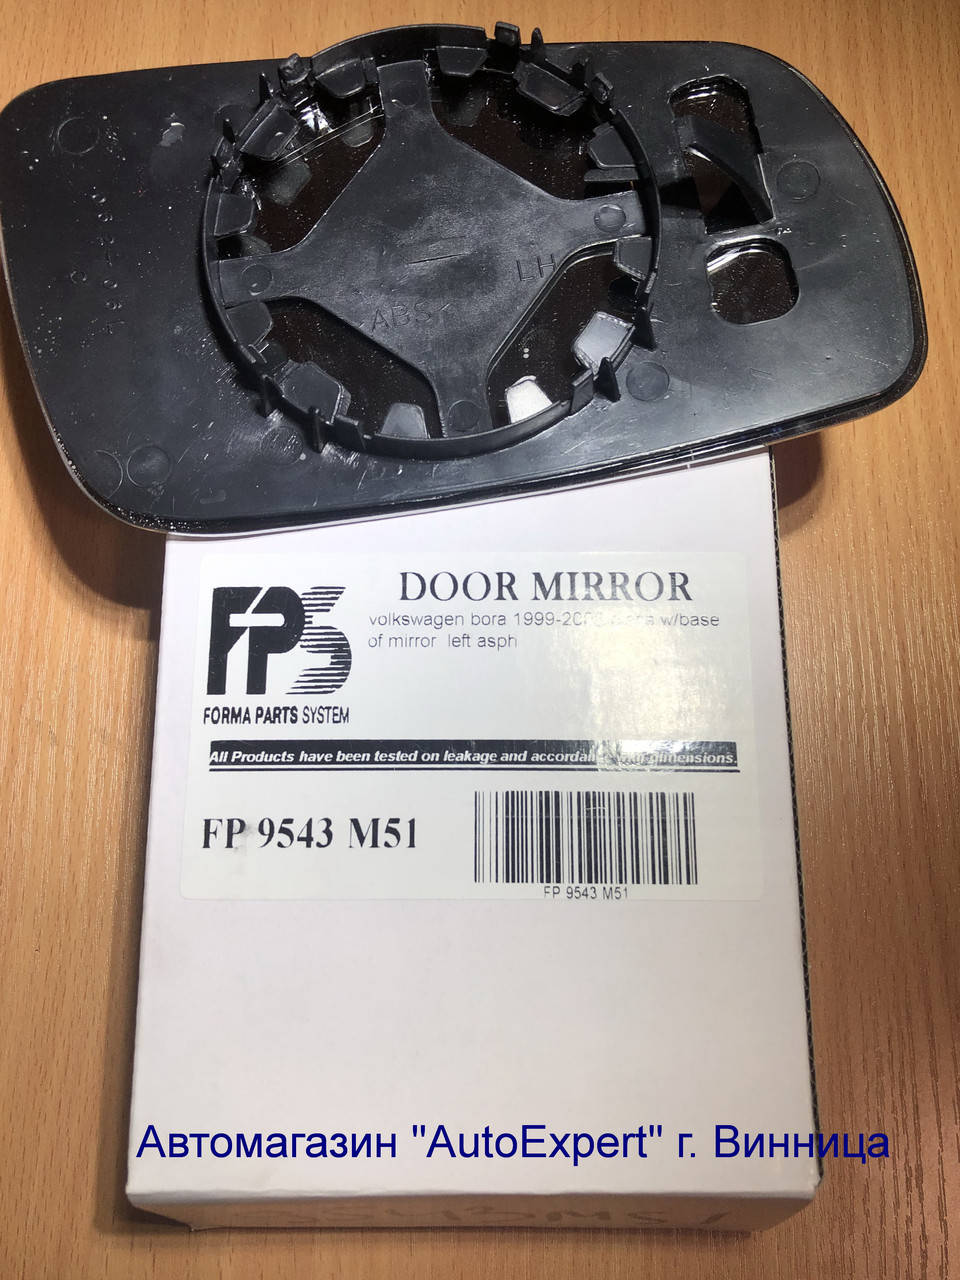 LH
>ABS<
DOOR MIRROR
volkswagen bora 1999-20 w/base
of mirror left asph
FPS
FORMA PARTS SYSTEM
All Products have been tested on leakage and dimensions.
FP 9543 M51
FP 9543 M51
Автомагазин "AutoExpert" г. Винница